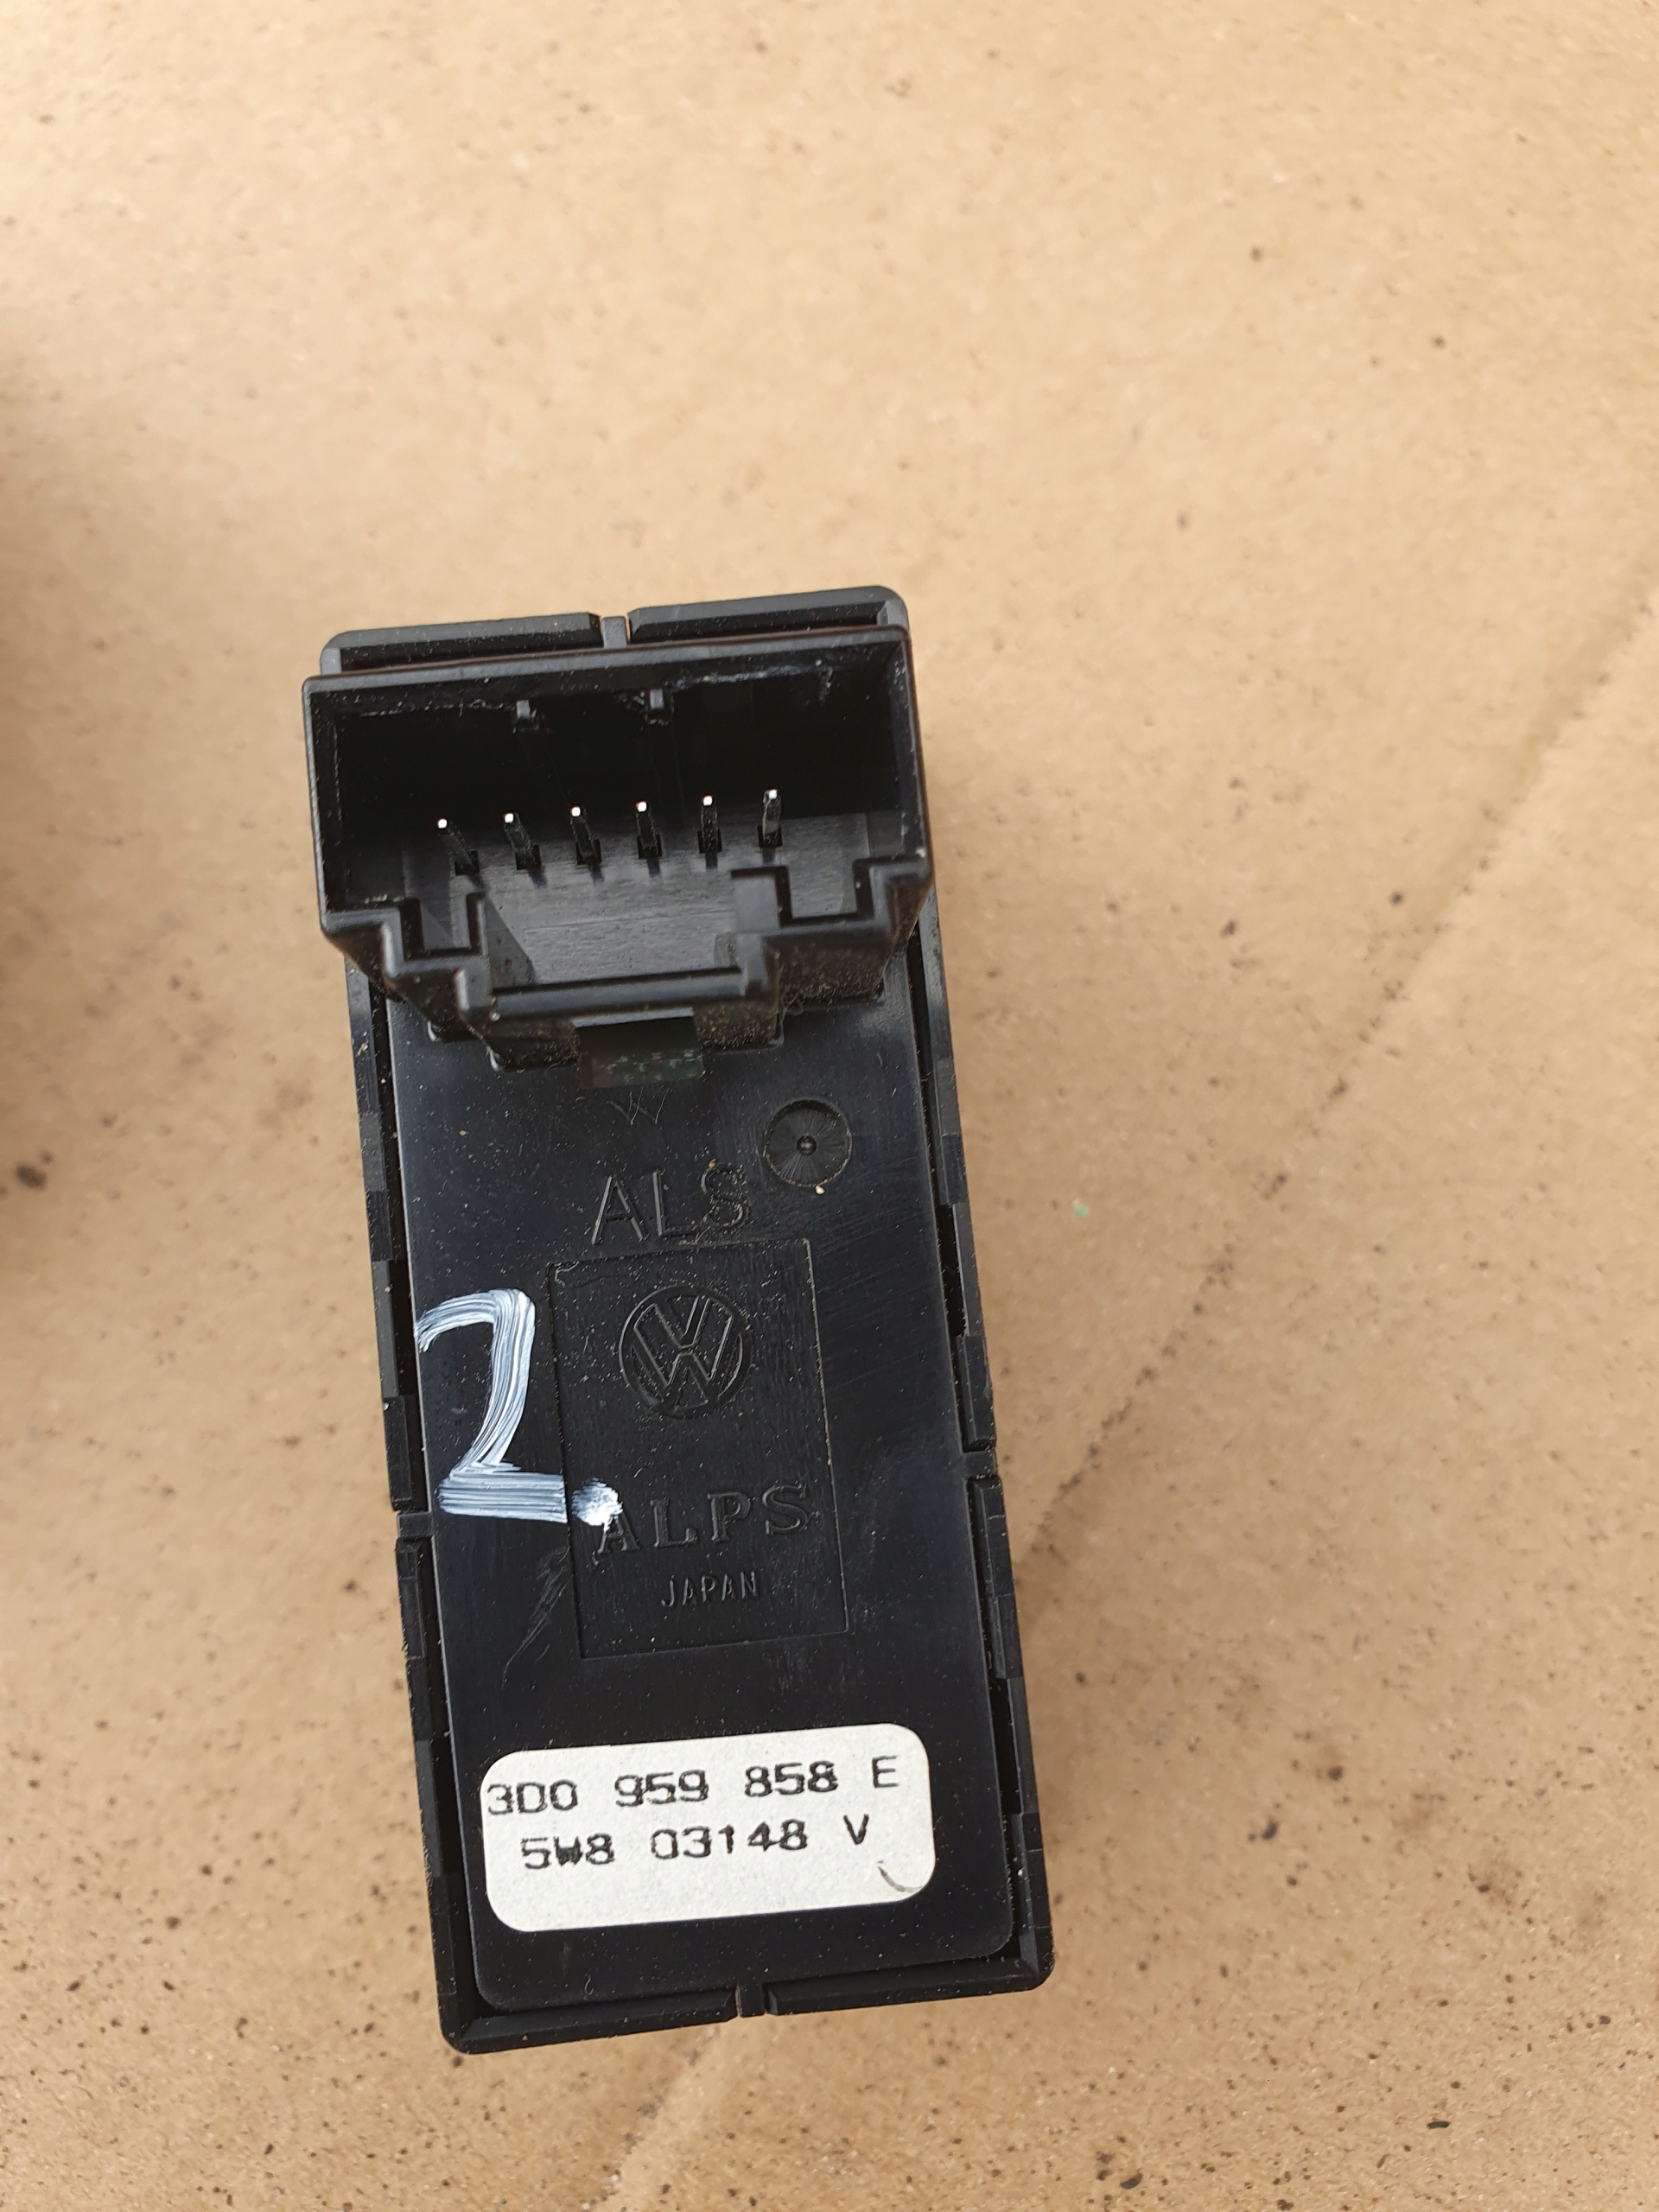 W
ALS
2.
ALPS
JAPAN
3D0 959 858 E
5W8 03148 V